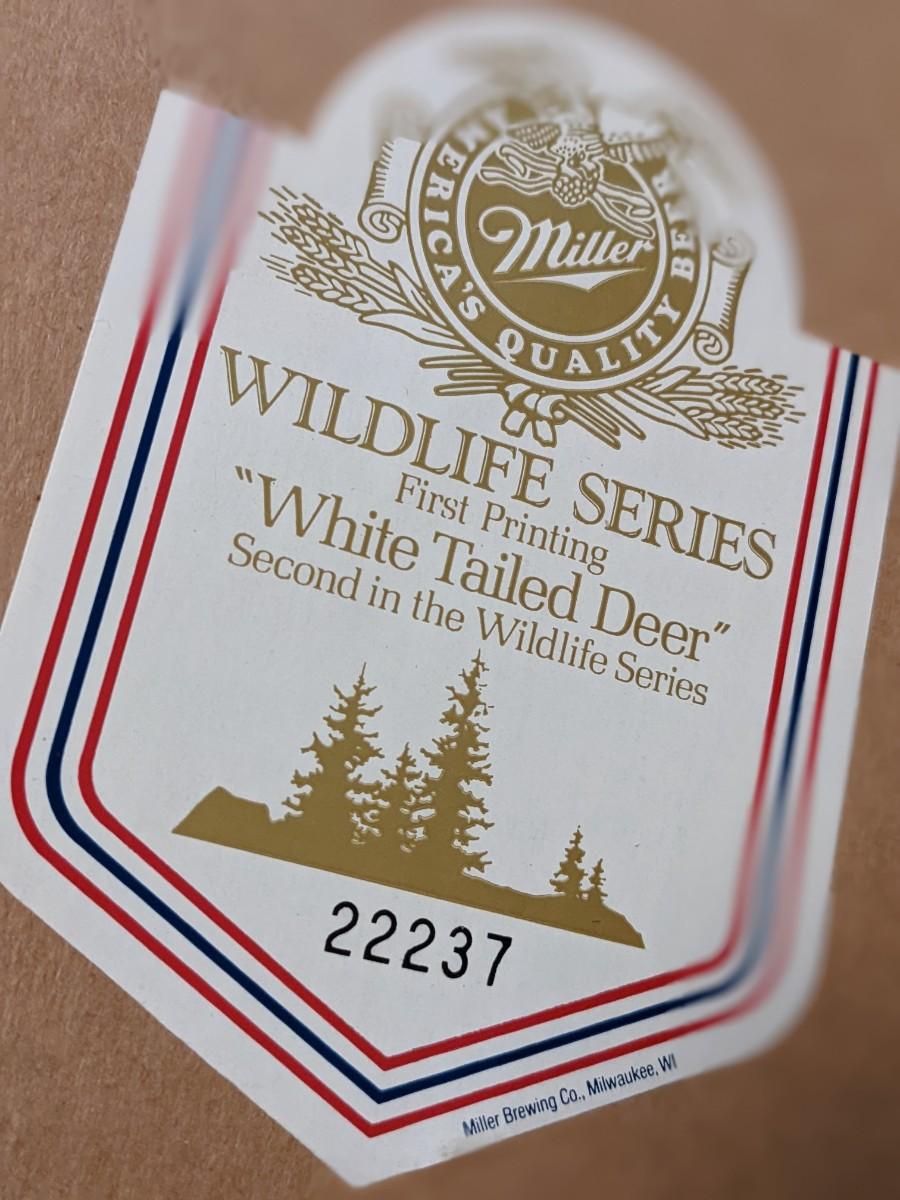 AMERICA'S QUALITY
Miller
WILDLIFE SERIES
First Printing
"White Tailed Deer"
Second in the Wildlife Series
22237
Miller Brewing Co., Milwaukee, WI